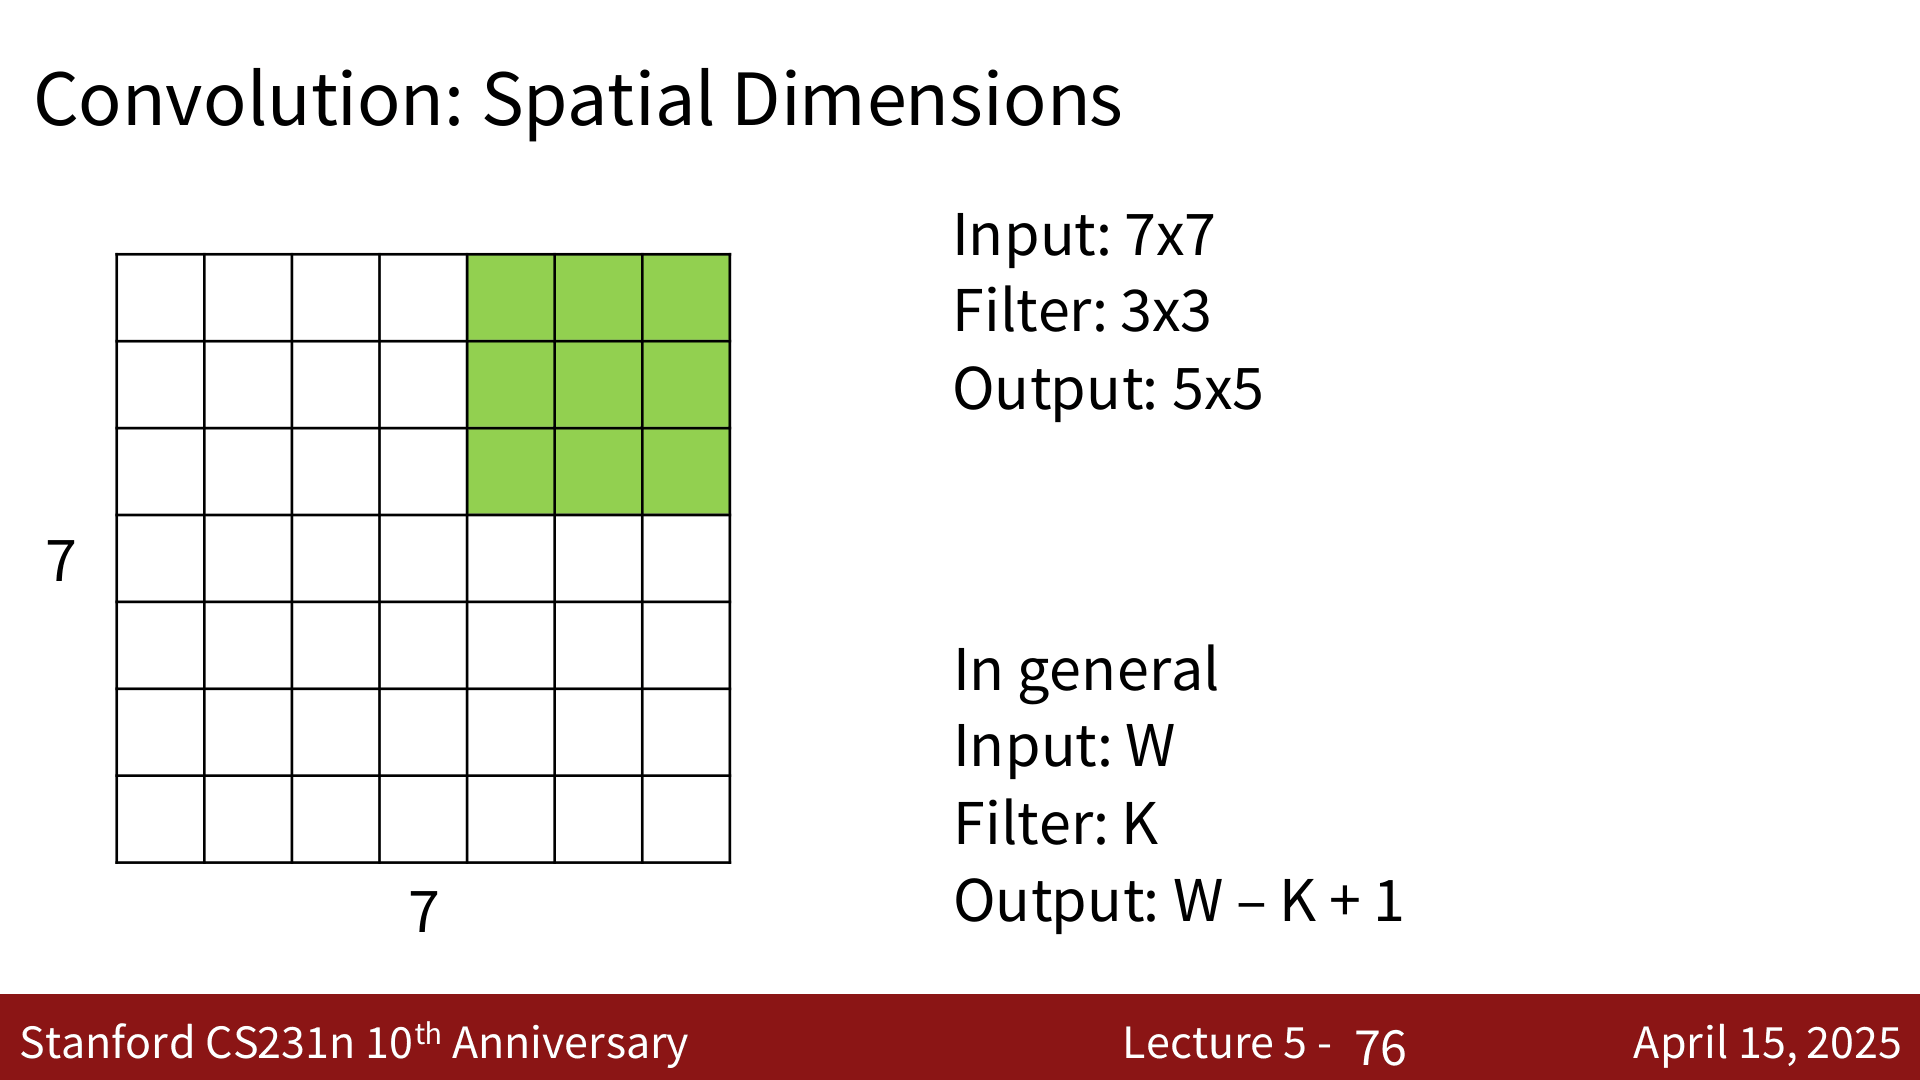 Convolution: Spatial Dimensions
Input: 7x7
Filter: 3x3
Output: 5x5
7
7
In general
Input: W
Filter: K
Output: W – K + 1
Stanford CS231n 10th Anniversary
Lecture 5 - 76
April 15, 2025